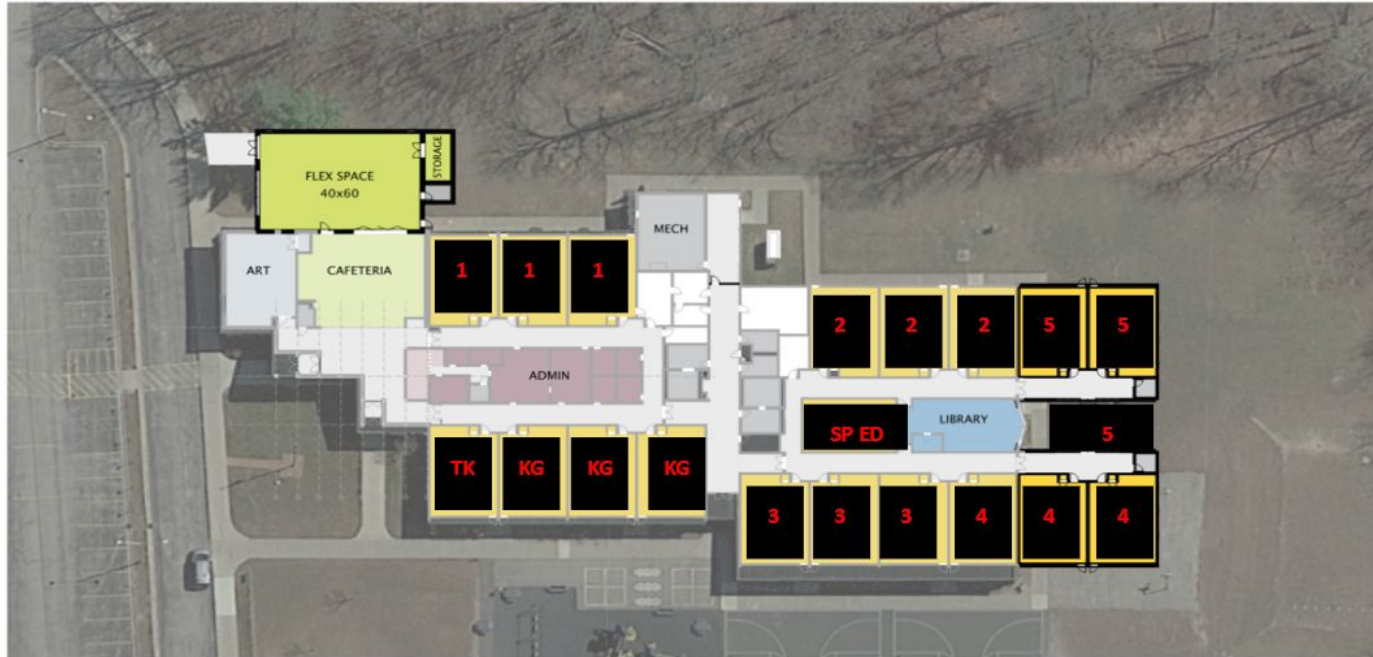 FLEX SPACE
40x60
STORAGE
MECH
ART
CAFETERIA
1 1 1
2 2 2 5 5
ADMIN
SP ED
LIBRARY
5
TK KG KG KG
3 3 3 4 4 4